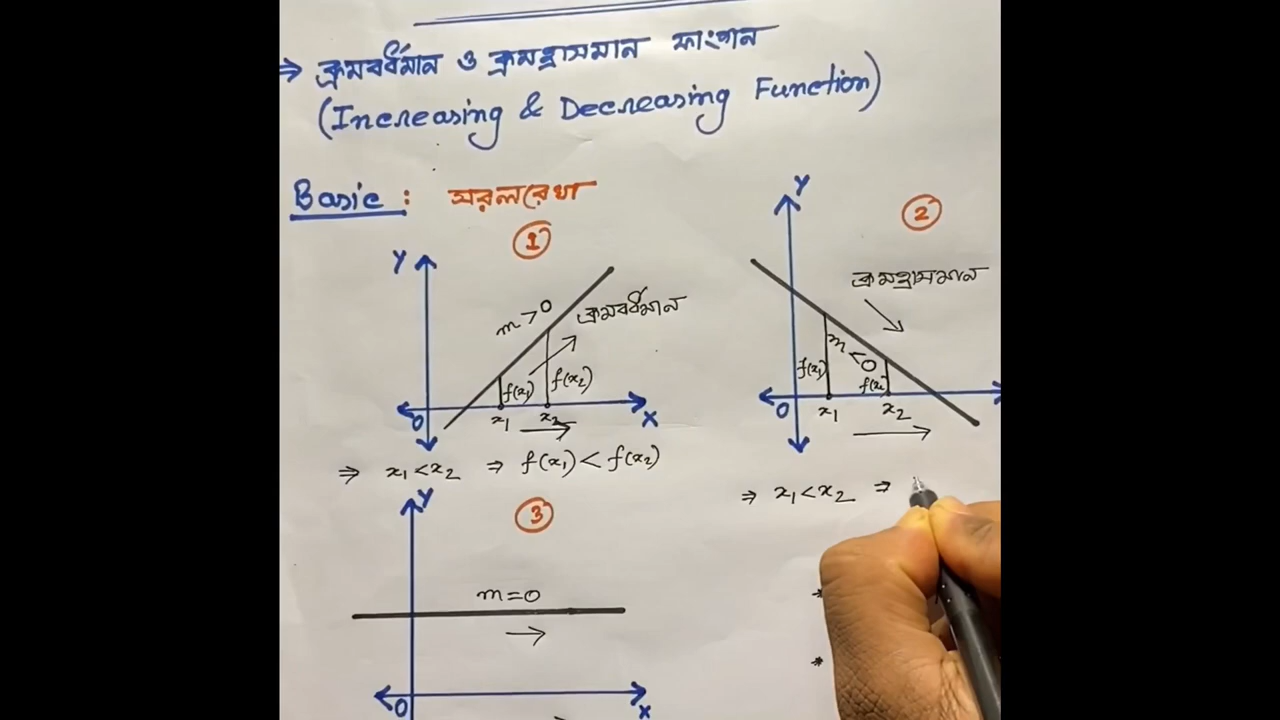 ⇒ ক্রমবর্ধমান ও ক্রমহ্রাসমান ফাংশন
(Increasing & Decreasing Function)
Basic : সরলরেখা
①
Y
m > 0
ক্রমবর্ধমান
f(x₁) f(x₂)
0 x₁ x₂ X
⇒ x₁ < x₂ ⇒ f(x₁) < f(x₂)
②
Y
ক্রমহ্রাসমান
m < 0
f(x₁) f(x₂
0 x₁ x₂
⇒ x₁ < x₂ ⇒
③
Y
m = 0
0 X
*
*